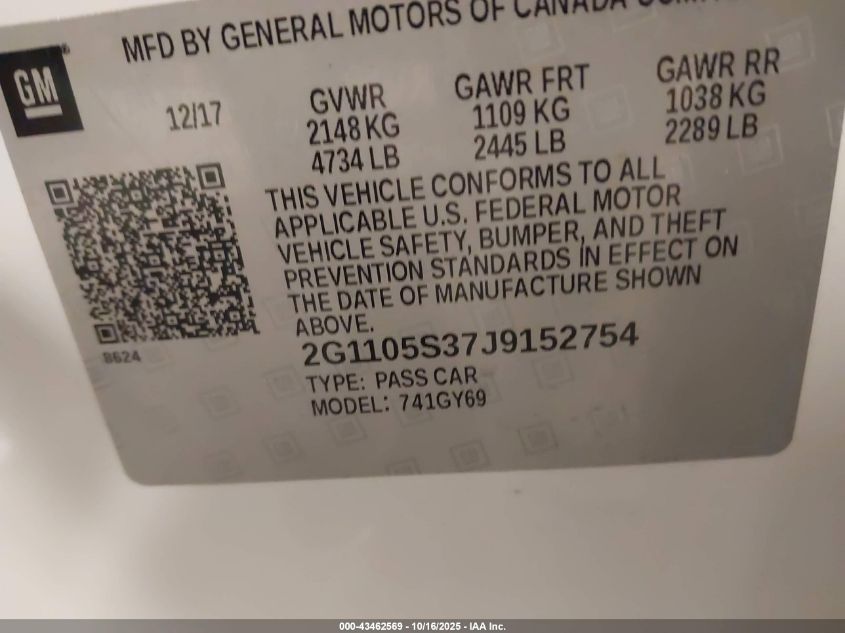 MFD BY GENERAL MOTORS OF CANADA
GM
12/17
GVWR
2148 KG
4734 LB
GAWR FRT
1109 KG
2445 LB
GAWR RR
1038 KG
2289 LB
THIS VEHICLE CONFORMS TO ALL
APPLICABLE U.S. FEDERAL MOTOR
VEHICLE SAFETY, BUMPER, AND THEFT
PREVENTION STANDARDS IN EFFECT ON
THE DATE OF MANUFACTURE SHOWN
ABOVE.
8624
2G1105S37J9152754
TYPE: PASS CAR
MODEL: 741GY69
000-43462569 - 10/16/2025 - IAA Inc.